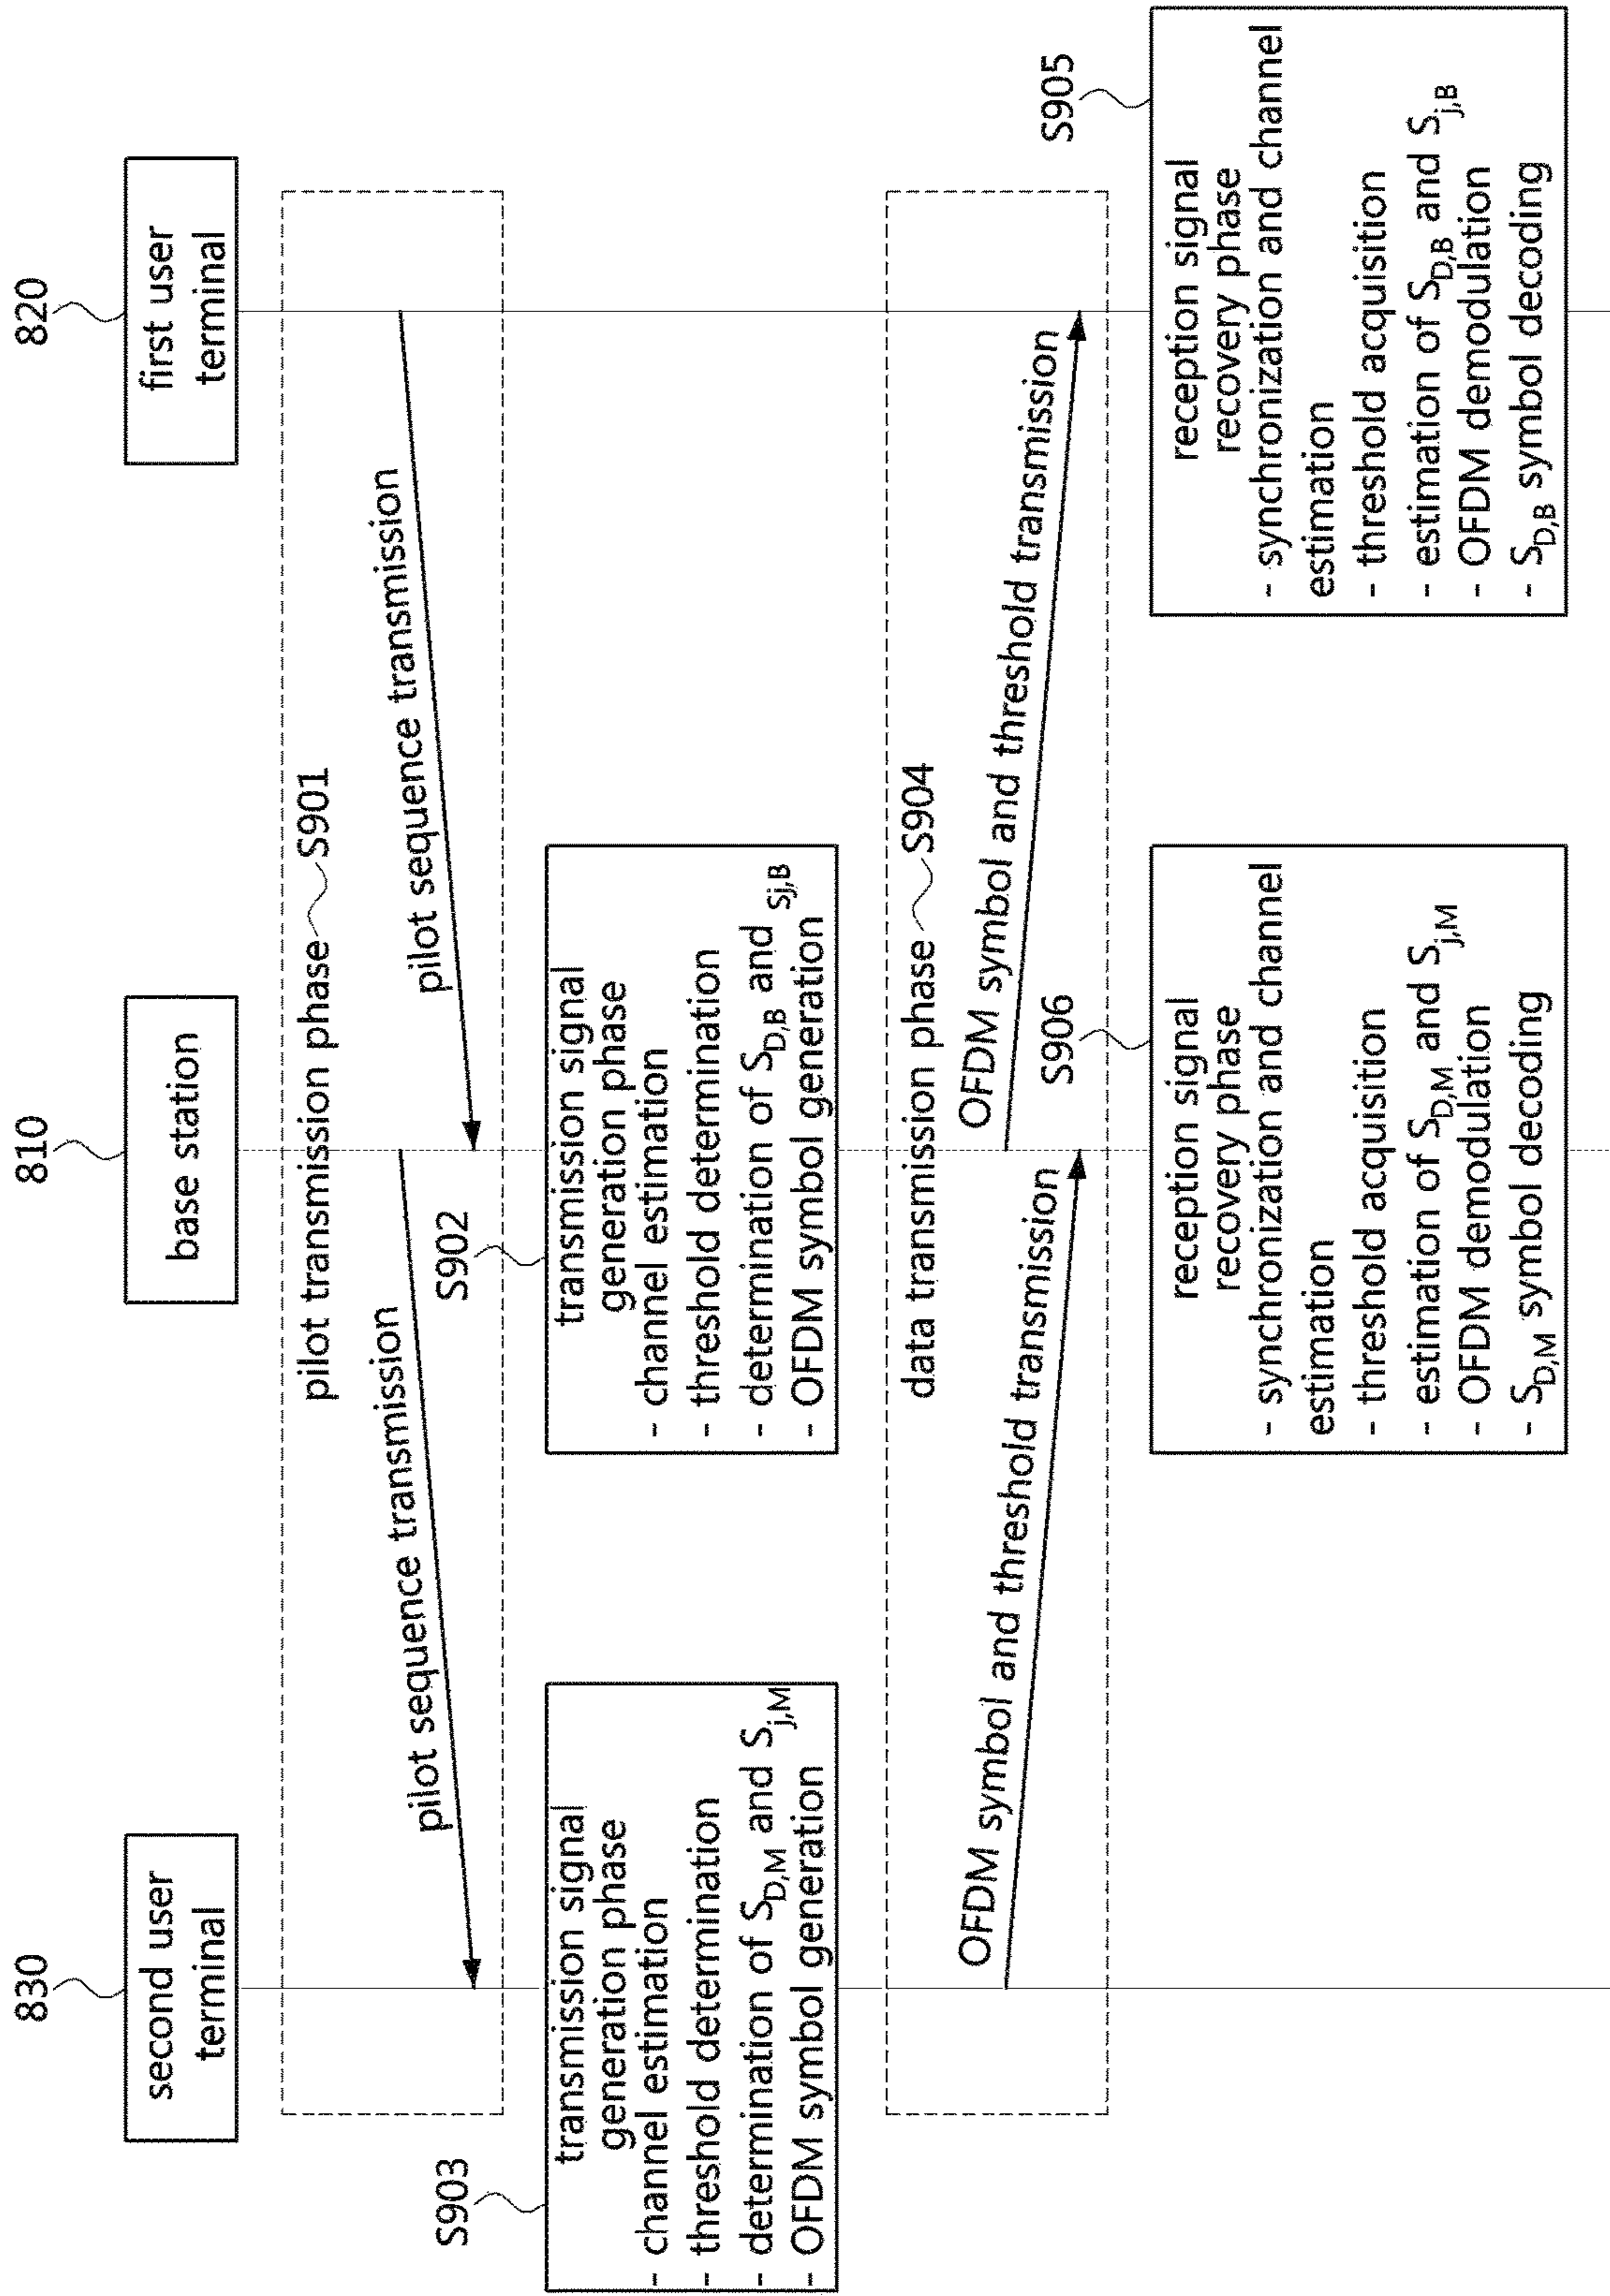 830
second user
terminal
810
base station
820
first user
terminal
pilot transmission phase S901
pilot sequence transmission
pilot sequence transmission
S903
transmission signal
generation phase
- channel estimation
- threshold determination
- determination of S_D,M and S_j,M
- OFDM symbol generation
S902
transmission signal
generation phase
- channel estimation
- threshold determination
- determination of S_D,B and S_j,B
- OFDM symbol generation
data transmission phase S904
OFDM symbol and threshold transmission
OFDM symbol and threshold transmission
S906
reception signal
recovery phase
- synchronization and channel
estimation
- threshold acquisition
- estimation of S_D,M and S_j,M
- OFDM demodulation
- S_D,M symbol decoding
S905
reception signal
recovery phase
- synchronization and channel
estimation
- threshold acquisition
- estimation of S_D,B and S_j,B
- OFDM demodulation
- S_D,B symbol decoding